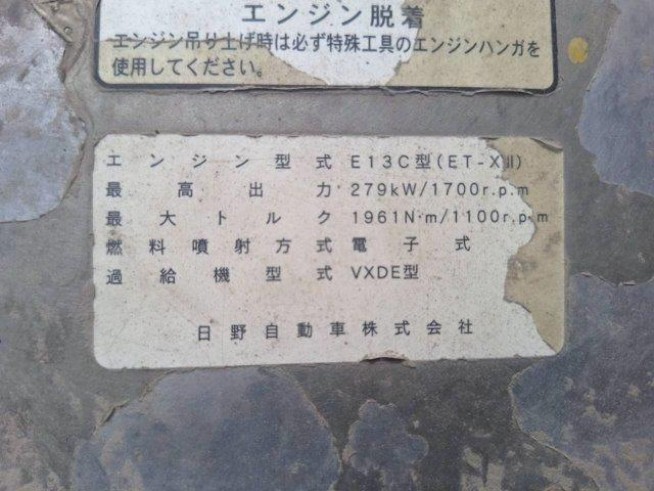 エンジン脱着
エンジン吊り上げ時は必ず特殊工具のエンジンハンガを
使用してください。
エンジン型式 E13C型(ET-XII)
最高出力 279kW/1700r.p.m
最大トルク 1961N·m/1100r.p.m
燃料噴射方式 電子式
過給機型式 VXDE型
日野自動車株式会社